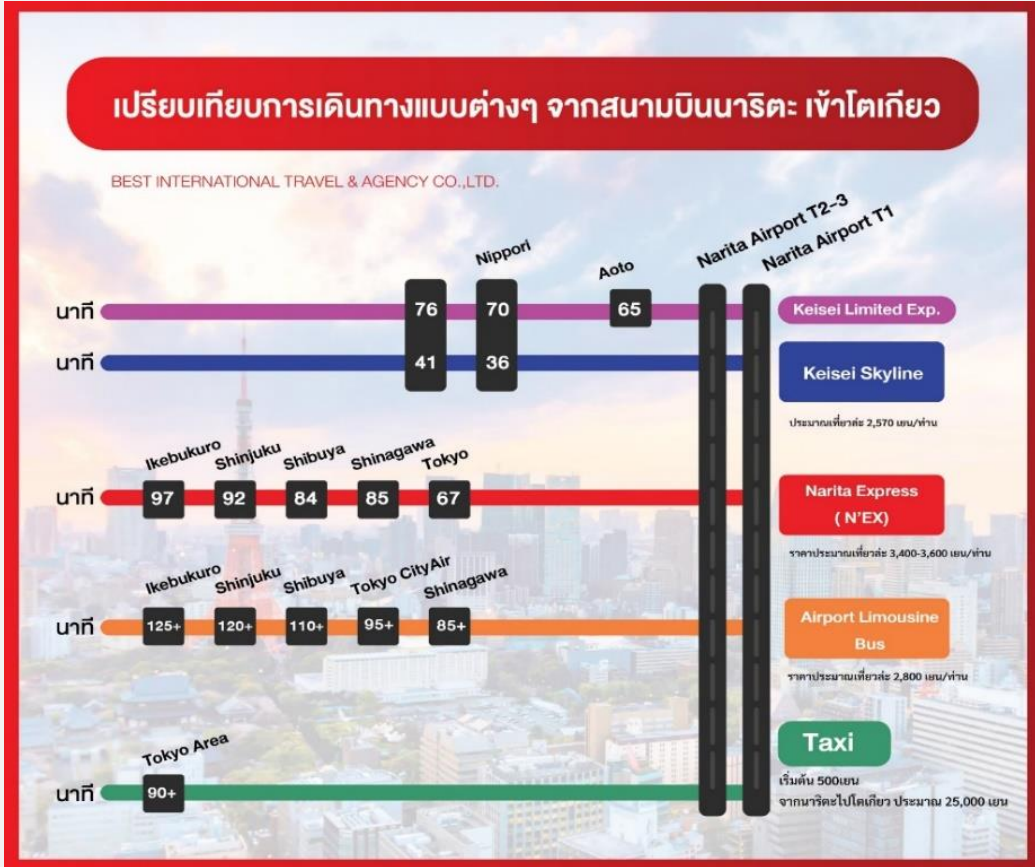 เปรียบเทียบการเดินทางแบบต่างๆ จากสนามบินนาริตะ เข้าโตเกียว
BEST INTERNATIONAL TRAVEL & AGENCY CO.,LTD.
Nippori
Aoto
Narita Airport T2-3
Narita Airport T1
นาที
76
70
65
Keisei Limited Exp.
นาที
41
36
Keisei Skyline
ประมาณเที่ยวล่ะ 2,570 เยน/ท่าน
Ikebukuro
Shinjuku
Shibuya
Shinagawa
Tokyo
นาที
97
92
84
85
67
Narita Express
( N'EX)
ราคาประมาณเที่ยวล่ะ 3,400-3,600 เยน/ท่าน
Ikebukuro
Shinjuku
Shibuya
Tokyo CityAir
Shinagawa
นาที
125+
120+
110+
95+
85+
Airport Limousine
Bus
ราคาประมาณเที่ยวล่ะ 2,800 เยน/ท่าน
Tokyo Area
นาที
90+
Taxi
เริ่มต้น 500เยน
จากนาริตะไปโตเกียว ประมาณ 25,000 เยน